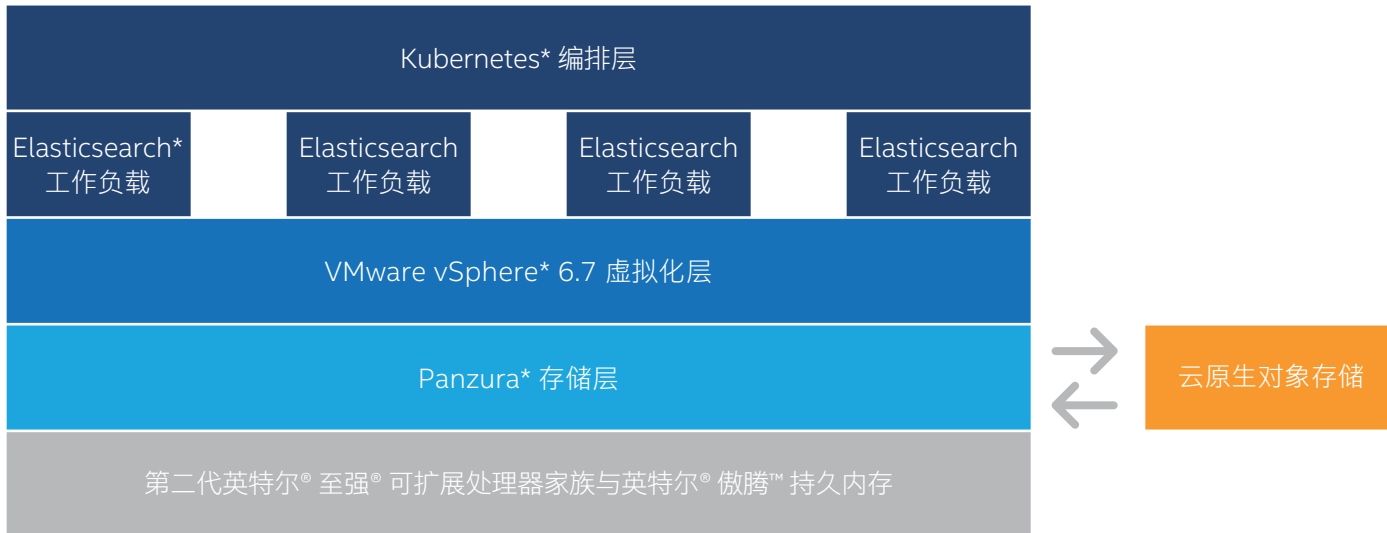 Kubernetes* 编排层
Elasticsearch*
工作负载
Elasticsearch
工作负载
Elasticsearch
工作负载
Elasticsearch
工作负载
VMware vSphere* 6.7 虚拟化层
Panzura* 存储层
云原生对象存储
第二代英特尔® 至强® 可扩展处理器家族与英特尔® 傲腾™ 持久内存